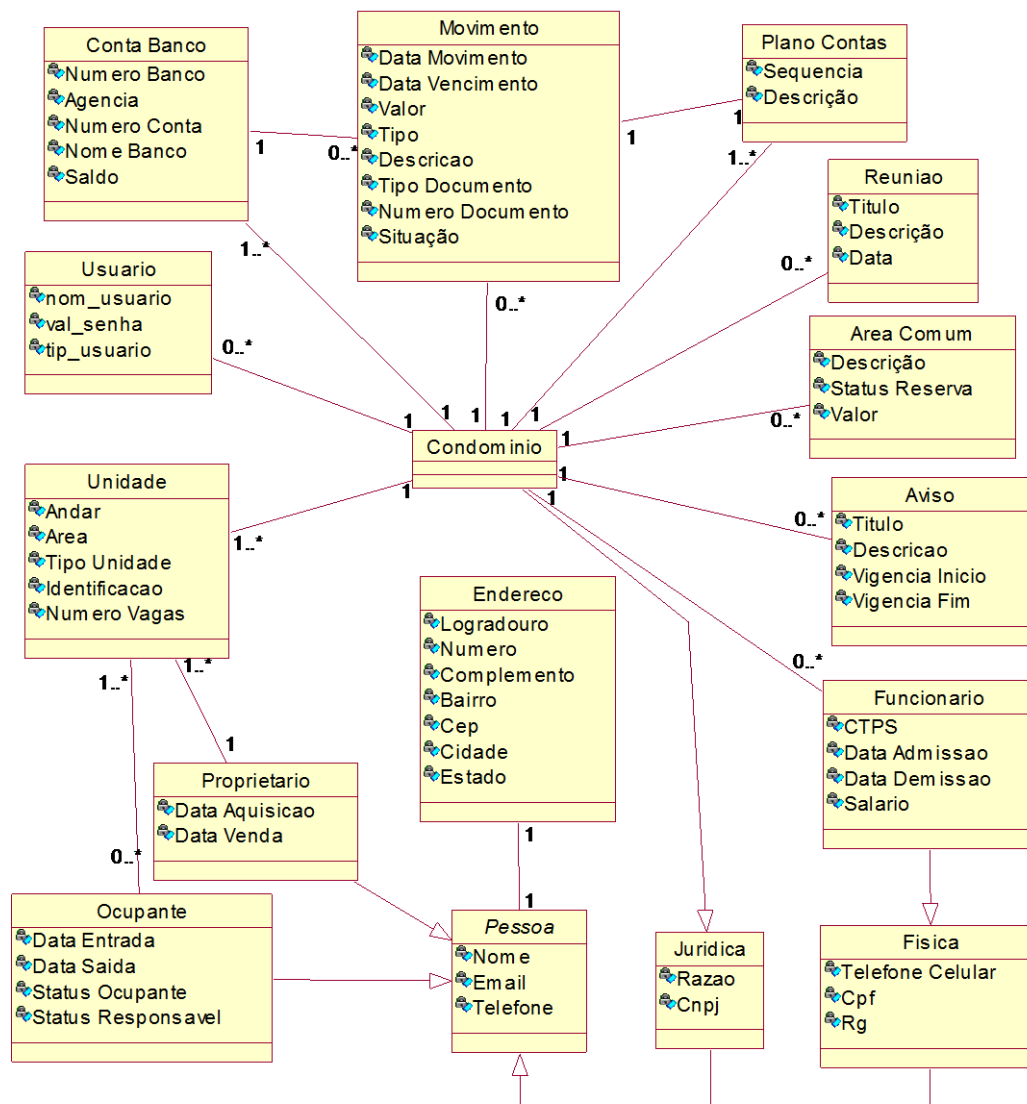 Conta Banco
Numero Banco
Agencia
Numero Conta
Nome Banco
Saldo
Movimento
Data Movimento
Data Vencimento
Valor
Tipo
Descricao
Tipo Documento
Numero Documento
Situação
Plano Contas
Sequência
Descrição
1
0..*
1
1
1..*
1..*
0..*
Reuniao
Titulo
Descrição
Data
0..*
Usuario
nom_usuario
val_senha
tip_usuario
0..*
Area Comum
Descrição
Status Reserva
Valor
0..*
1
1
1
1
1
1
Condominio
1
1
1
Unidade
Andar
Area
Tipo Unidade
Identificacao
Numero Vagas
1..*
Aviso
Titulo
Descricao
Vigencia Inicio
Vigencia Fim
0..*
Endereco
Logradouro
Numero
Complemento
Bairro
Cep
Cidade
Estado
0..*
Funcionario
CTPS
Data Admissao
Data Demissao
Salario
1..*
1..*
1
Proprietario
Data Aquisicao
Data Venda
0..*
1
1
Ocupante
Data Entrada
Data Saida
Status Ocupante
Status Responsavel
Pessoa
Nome
Email
Telefone
Juridica
Razao
Cnpj
Fisica
Telefone Celular
Cpf
Rg